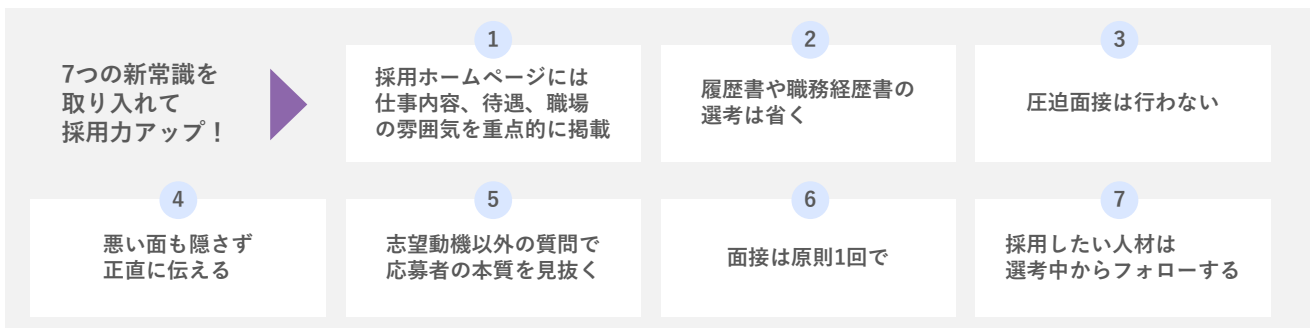 7つの新常識を
取り入れて
採用力アップ！
1
採用ホームページには
仕事内容、待遇、職場
の雰囲気を重点的に掲載
2
履歴書や職務経歴書の
選考は省く
3
圧迫面接は行わない
4
悪い面も隠さず
正直に伝える
5
志望動機以外の質問で
応募者の本質を見抜く
6
面接は原則1回で
7
採用したい人材は
選考中からフォローする